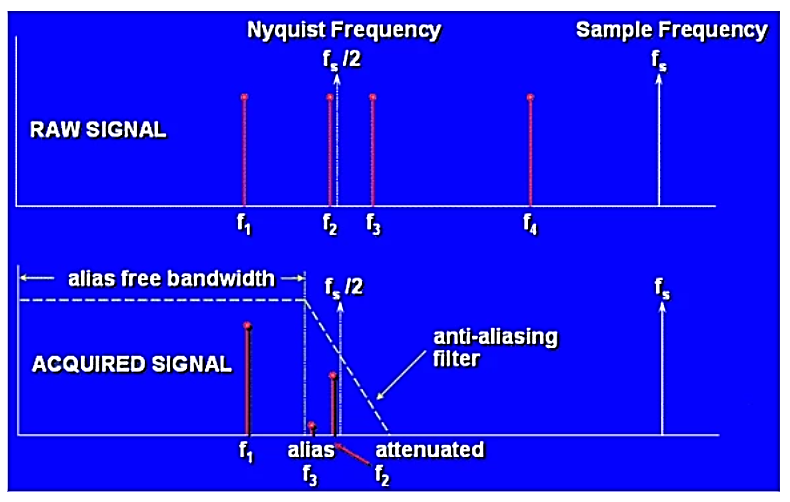 Nyquist Frequency
Sample Frequency
fs/2
fs
RAW SIGNAL
f1
f2
f3
f4
alias free bandwidth
fs/2
fs
anti-aliasing
filter
ACQUIRED SIGNAL
f1
alias
f3
attenuated
f2